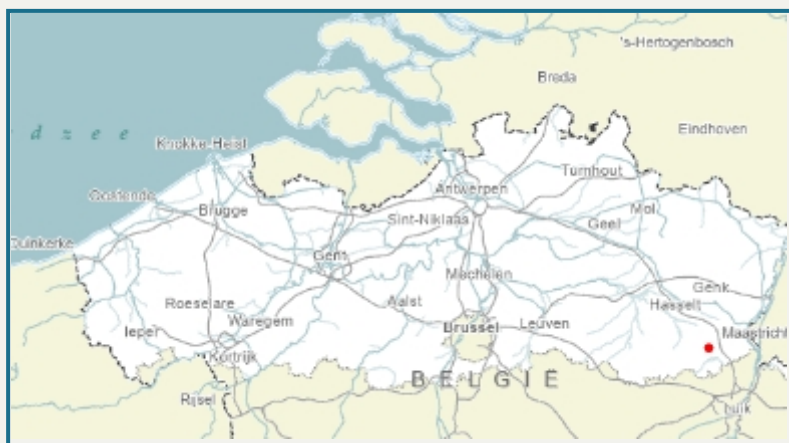 's-Hertogenbosch
Breda
Eindhoven
d z e e
Knokke-Heist
Turnhout
Antwerpen
Oostende
Brugge
Sint-Niklaas
Geel
Mol
Duinkerke
Gent
Mechelen
Genk
Roeselare
Aalst
Hasselt
Ieper
Waregem
Brussel
Leuven
Maastricht
Kortrijk
BELGIË
Rijsel
Luik